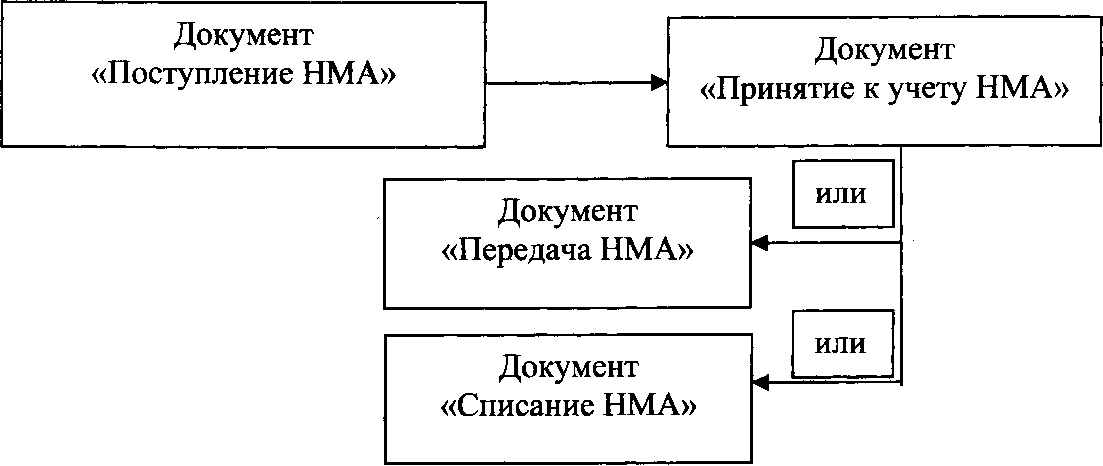 Документ
«Поступление НМА»
Документ
«Принятие к учету НМА»
или
Документ
«Передача НМА»
или
Документ
«Списание НМА»